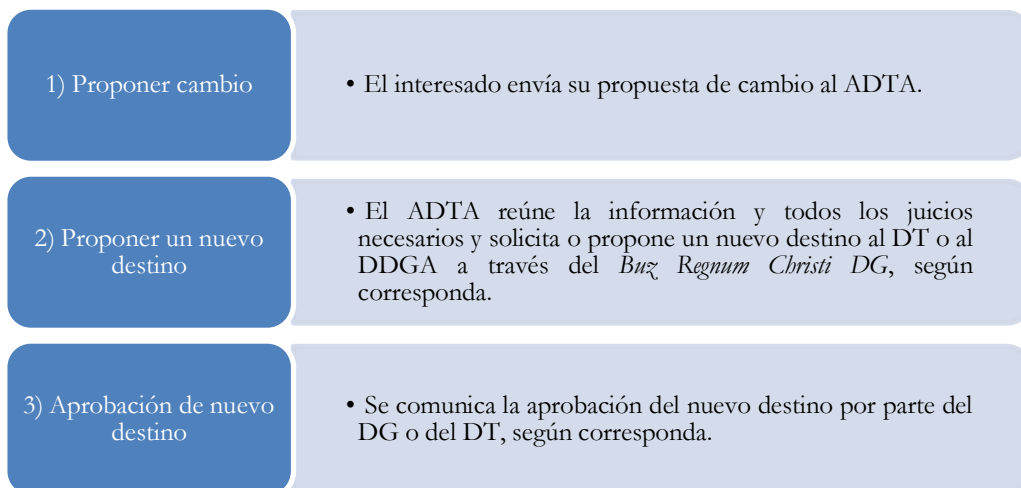 1) Proponer cambio
• El interesado envía su propuesta de cambio al ADTA.
2) Proponer un nuevo
destino
• El ADTA reúne la información y todos los juicios
necesarios y solicita o propone un nuevo destino al DT o al
DDGA a través del Buz Regnum Christi DG, según
corresponda.
3) Aprobación de nuevo
destino
• Se comunica la aprobación del nuevo destino por parte del
DG o del DT, según corresponda.